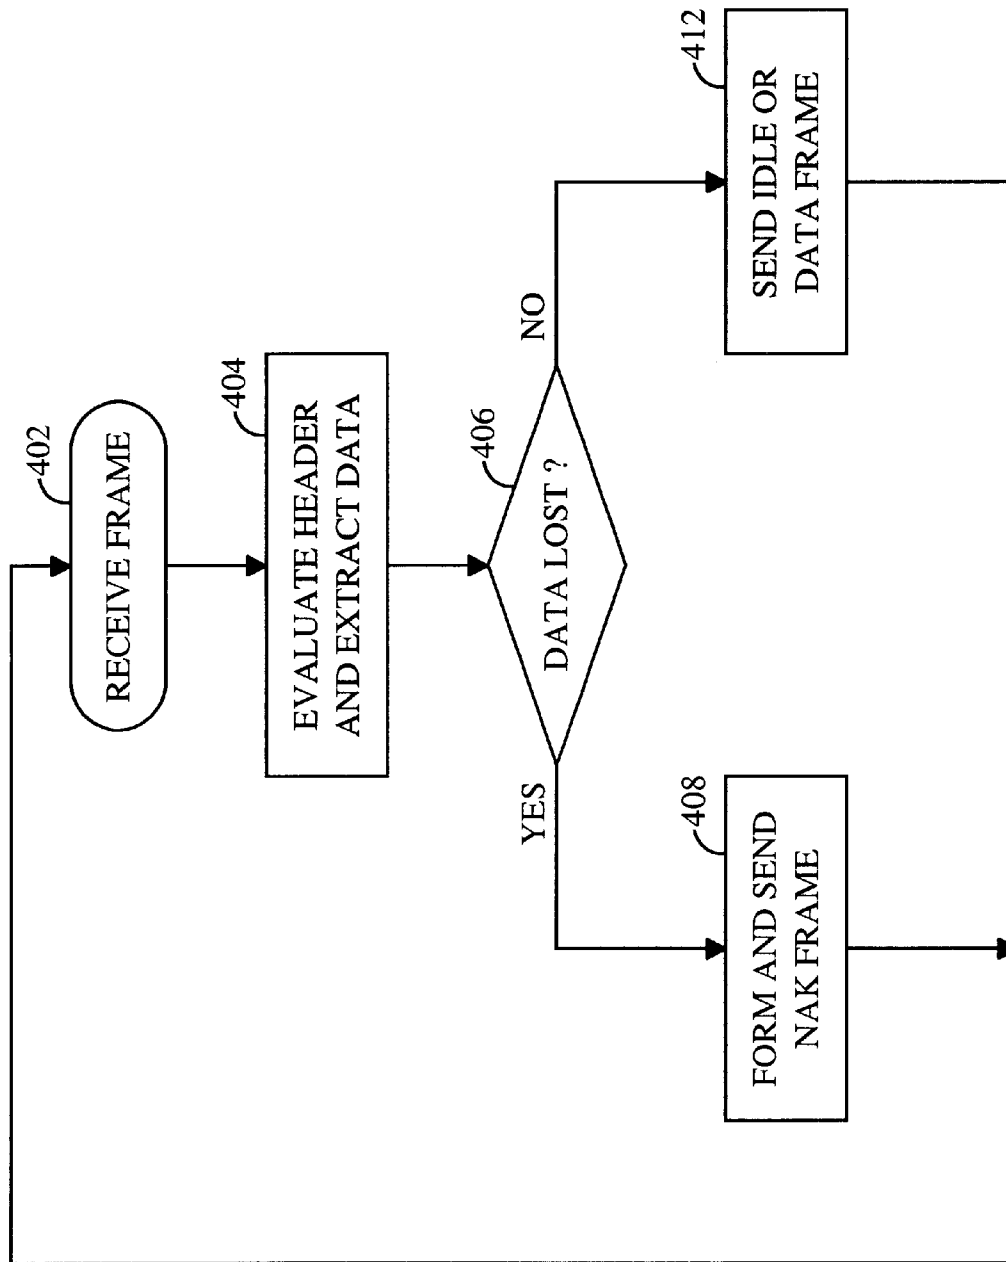 402
RECEIVE FRAME
404
EVALUATE HEADER
AND EXTRACT DATA
406
DATA LOST ?
YES
NO
408
FORM AND SEND
NAK FRAME
412
SEND IDLE OR
DATA FRAME